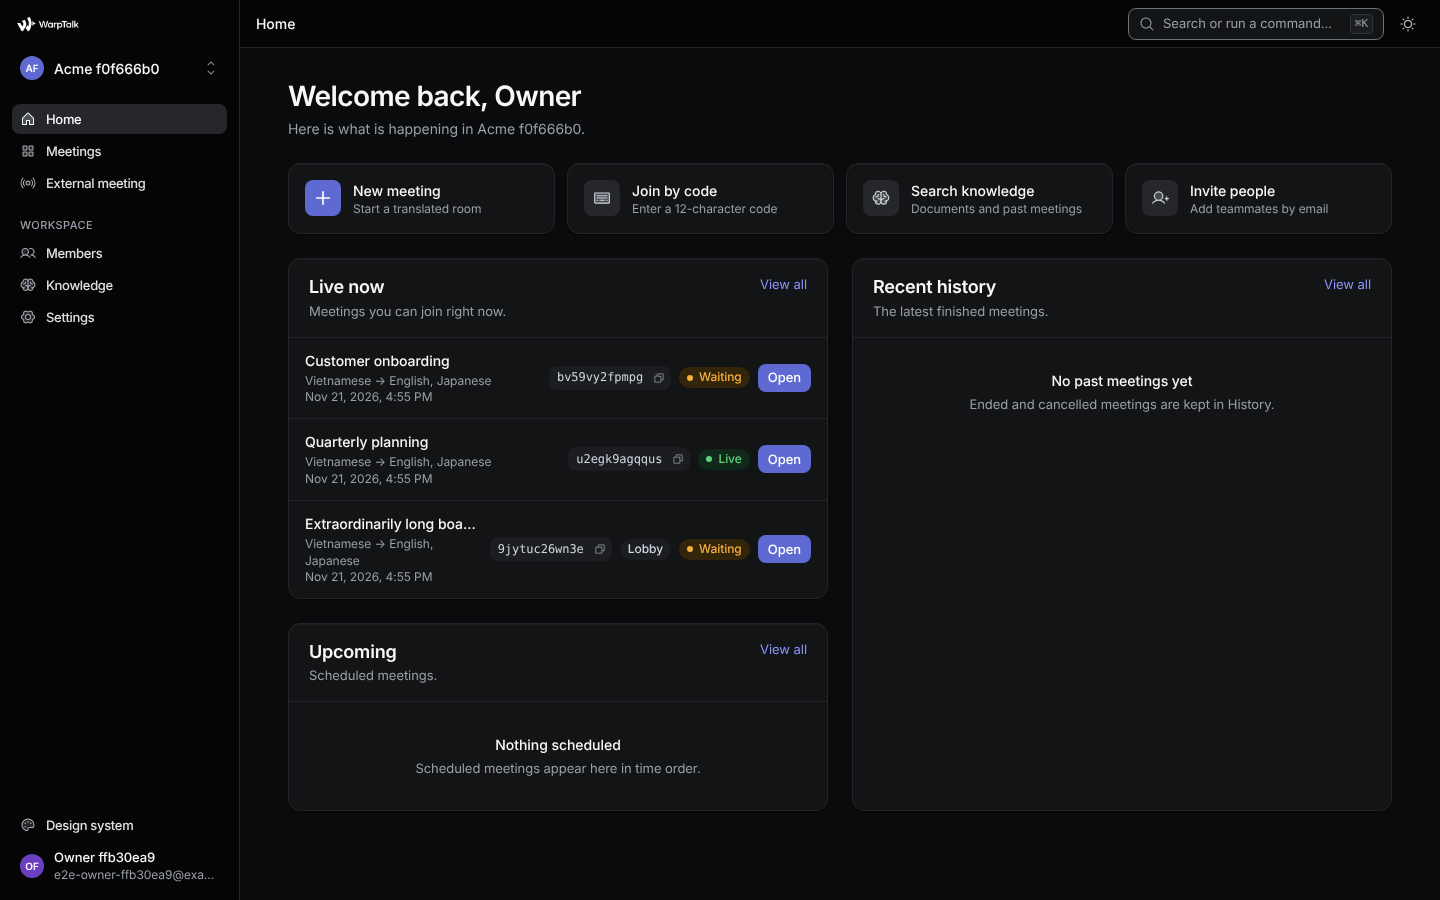 WarpTalk
AF
Acme f0f666b0
Home
Meetings
External meeting
WORKSPACE
Members
Knowledge
Settings
Design system
OF
Owner ffb30ea9
e2e-owner-ffb30ea9@exa...
Home
Search or run a command...
⌘K
Welcome back, Owner
Here is what is happening in Acme f0f666b0.
New meeting
Start a translated room
Join by code
Enter a 12-character code
Search knowledge
Documents and past meetings
Invite people
Add teammates by email
Live now
View all
Meetings you can join right now.
Customer onboarding
Vietnamese → English, Japanese
Nov 21, 2026, 4:55 PM
bv59vy2fpmpg
Waiting
Open
Quarterly planning
Vietnamese → English, Japanese
Nov 21, 2026, 4:55 PM
u2egk9agqqus
Live
Open
Extraordinarily long boa...
Vietnamese → English,
Japanese
Nov 21, 2026, 4:55 PM
9jytuc26wn3e
Lobby
Waiting
Open
Upcoming
View all
Scheduled meetings.
Nothing scheduled
Scheduled meetings appear here in time order.
Recent history
View all
The latest finished meetings.
No past meetings yet
Ended and cancelled meetings are kept in History.